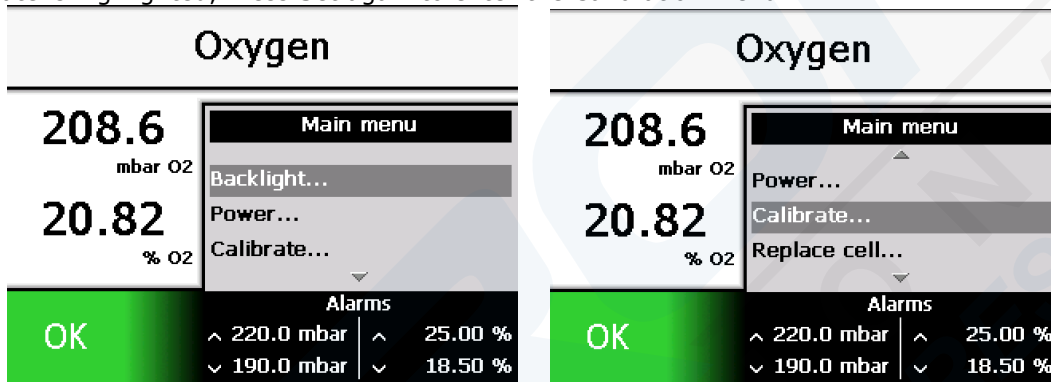 Oxygen
208.6
mbar O2
20.82
% O2
Main menu
Backlight...
Power...
Calibrate...
OK
Alarms
^ 220.0 mbar ^ 25.00 %
v 190.0 mbar v 18.50 %
Oxygen
208.6
mbar O2
20.82
% O2
Main menu
Power...
Calibrate...
Replace cell...
OK
Alarms
^ 220.0 mbar ^ 25.00 %
v 190.0 mbar v 18.50 %